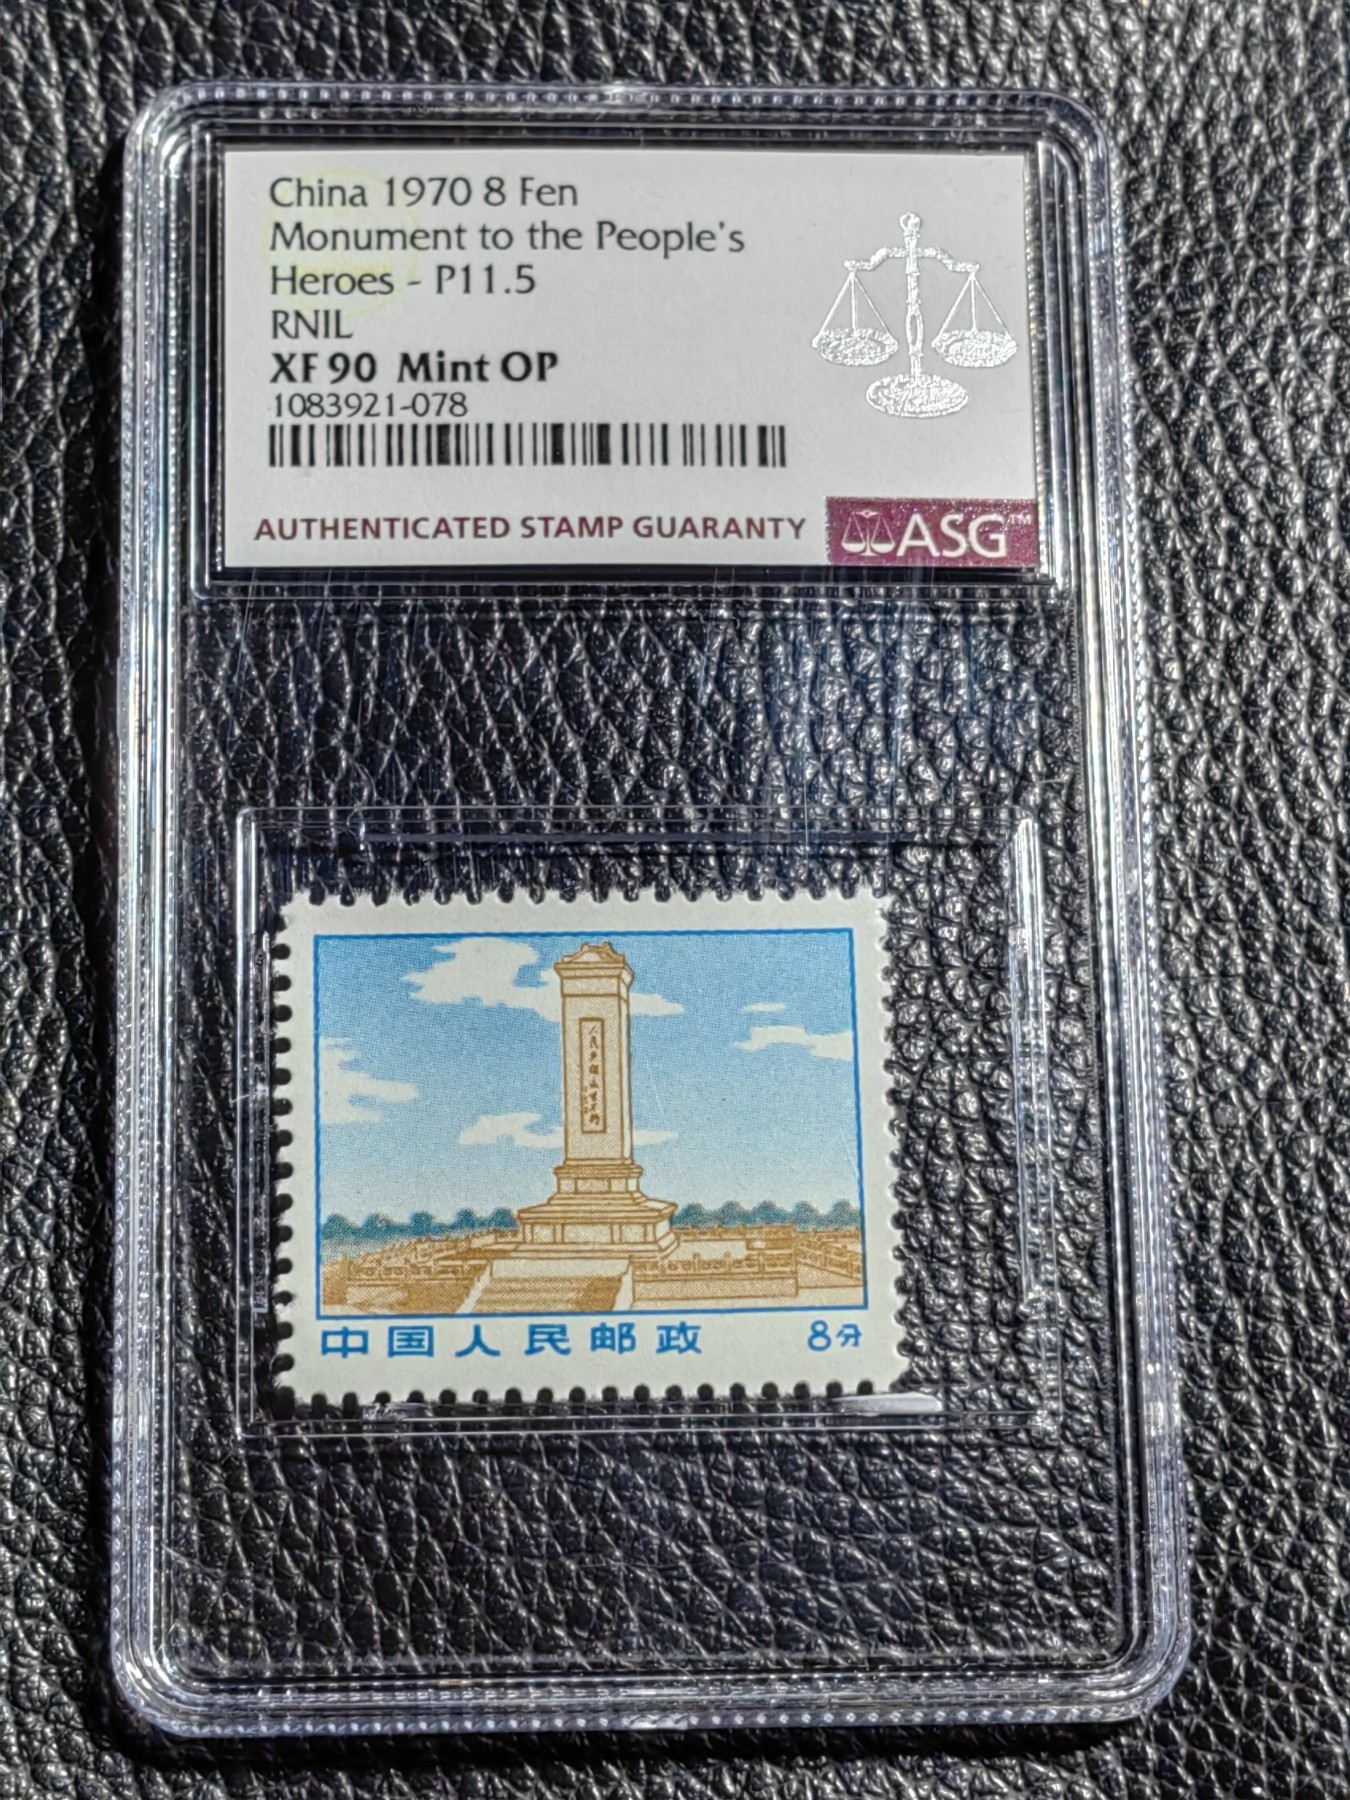 China 1970 8 Fen
Monument to the People's
Heroes - P11.5
RNIL
XF 90 Mint OP
1083921-078
AUTHENTICATED STAMP GUARANTY
ASG™
中国人民邮政 8分